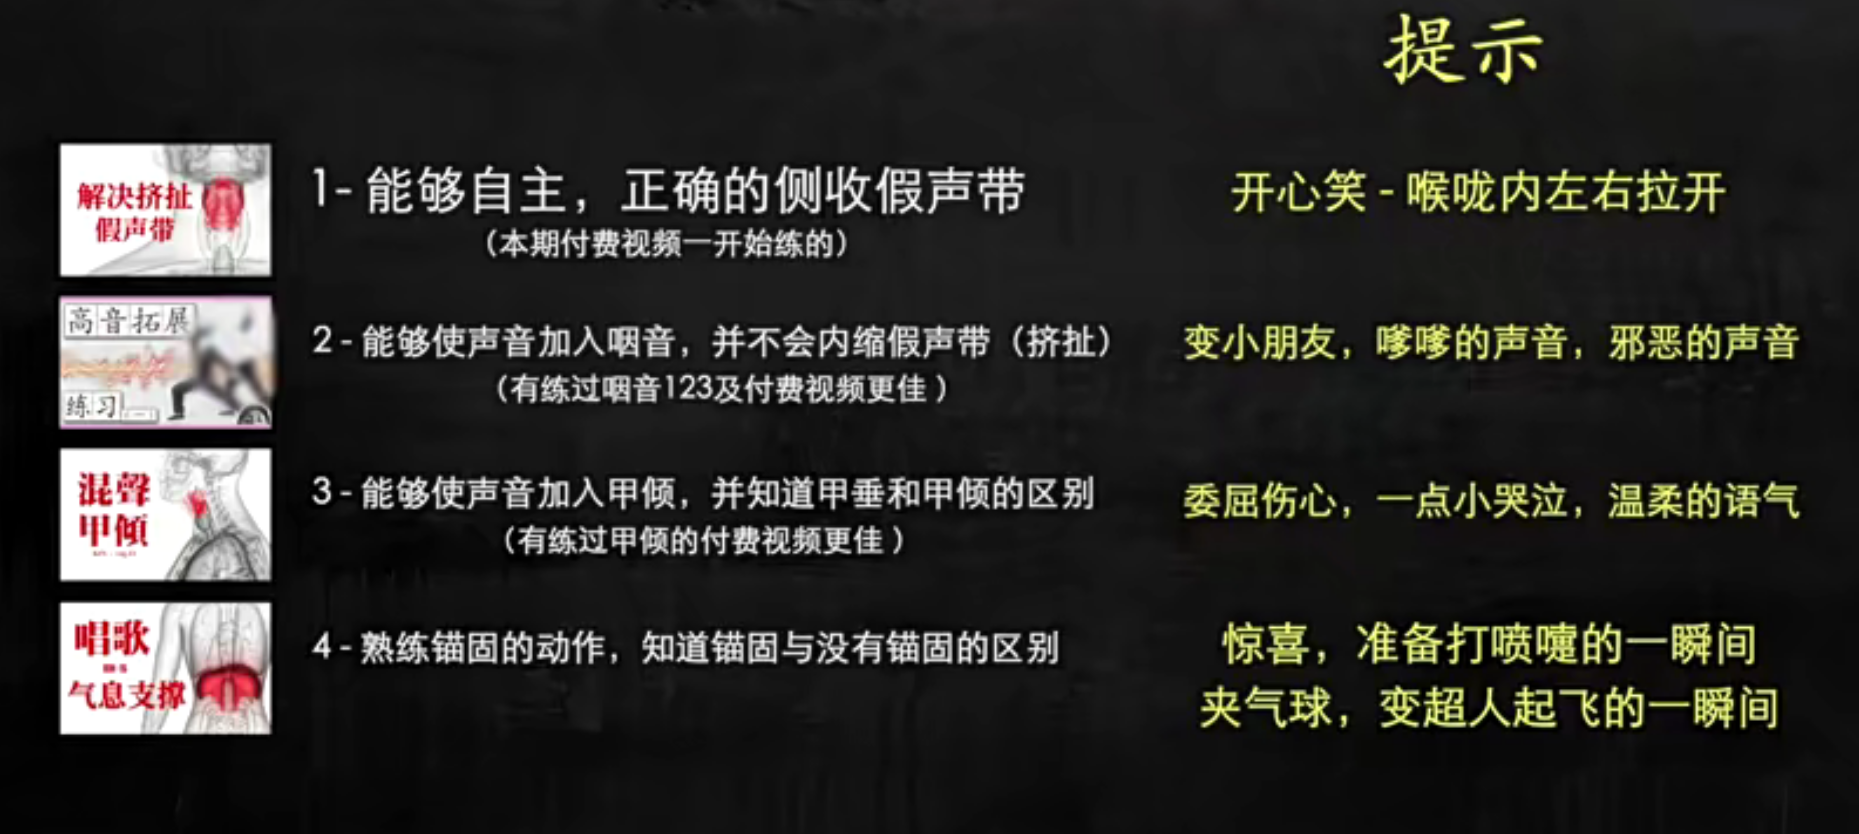 提示
解决挤扯
假声带
1- 能够自主，正确的侧收假声带
（本期付费视频一开始练的）
开心笑 - 喉咙内左右拉开
高音拓展
练习
2 - 能够使声音加入咽音，并不会内缩假声带（挤扯）
（有练过咽音123及付费视频更佳 ）
变小朋友，嗲嗲的声音，邪恶的声音
混聲
甲倾
3 - 能够使声音加入甲倾，并知道甲垂和甲倾的区别
（有练过甲倾的付费视频更佳 ）
委屈伤心，一点小哭泣，温柔的语气
唱歌
气息支撑
4 - 熟练锚固的动作，知道锚固与没有锚固的区别
惊喜，准备打喷嚏的一瞬间
夹气球，变超人起飞的一瞬间